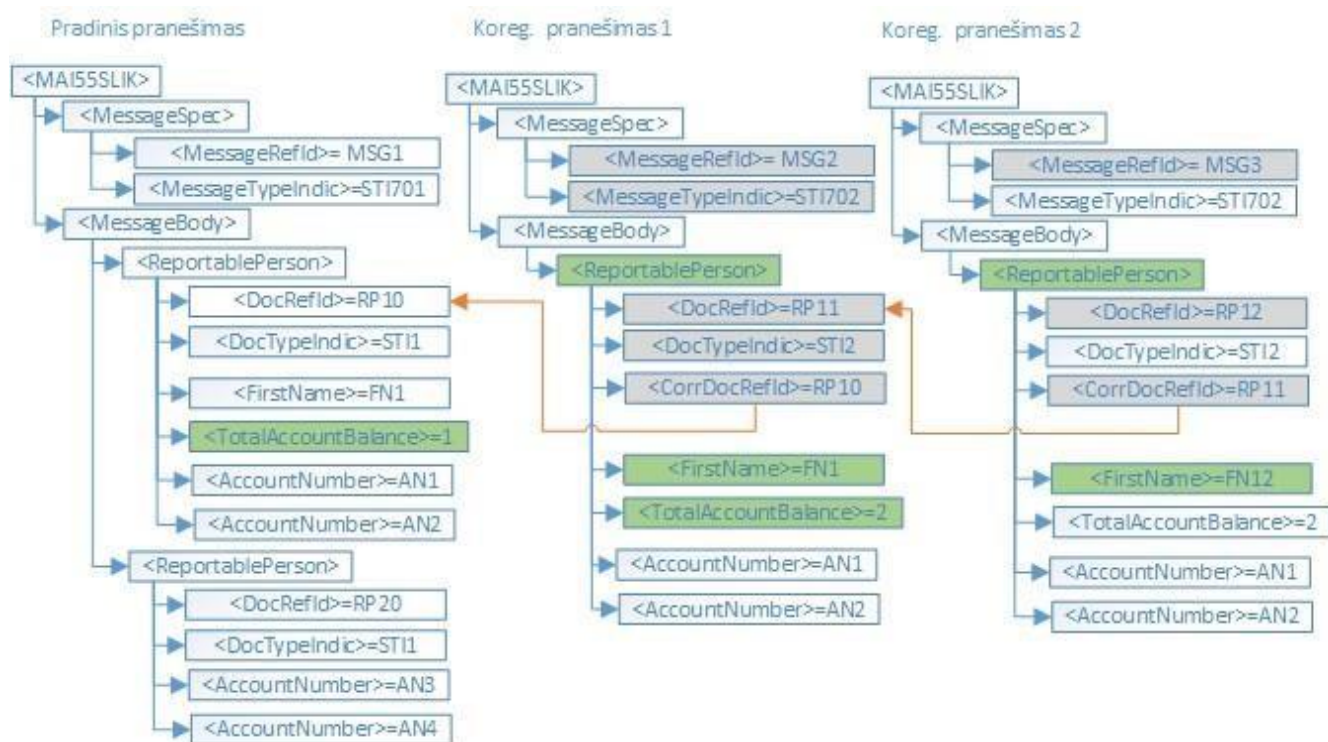 Pradinis pranešimas
<MAI55SLIK>
<MessageSpec>
<MessageRefId>= MSG1
<MessageTypeIndic>=STI701
<MessageBody>
<ReportablePerson>
<DocRefId>=RP10
<DocTypeIndic>=STI1
<FirstName>=FN1
<TotalAccountBalance>=1
<AccountNumber>=AN1
<AccountNumber>=AN2
<ReportablePerson>
<DocRefId>=RP20
<DocTypeIndic>=STI1
<AccountNumber>=AN3
<AccountNumber>=AN4
Koreg. pranešimas 1
<MAI55SLIK>
<MessageSpec>
<MessageRefId>= MSG2
<MessageTypeIndic>=STI702
<MessageBody>
<ReportablePerson>
<DocRefId>=RP11
<DocTypeIndic>=STI2
<CorrDocRefId>=RP10
<FirstName>=FN1
<TotalAccountBalance>=2
<AccountNumber>=AN1
<AccountNumber>=AN2
Koreg. pranešimas 2
<MAI55SLIK>
<MessageSpec>
<MessageRefId>= MSG3
<MessageTypeIndic>=STI702
<MessageBody>
<ReportablePerson>
<DocRefId>=RP12
<DocTypeIndic>=STI2
<CorrDocRefId>=RP11
<FirstName>=FN12
<TotalAccountBalance>=2
<AccountNumber>=AN1
<AccountNumber>=AN2